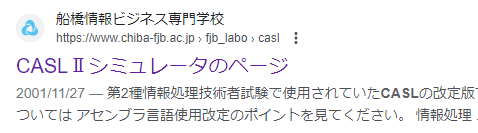 船橋情報ビジネス専門学校
https://www.chiba-fjb.ac.jp › fjb_labo › casl
CASLⅡシミュレータのページ
2001/11/27 — 第2種情報処理技術者試験で使用されていたCASLの改定版
ついては アセンブラ言語使用改定のポイントを見てください。 情報処理